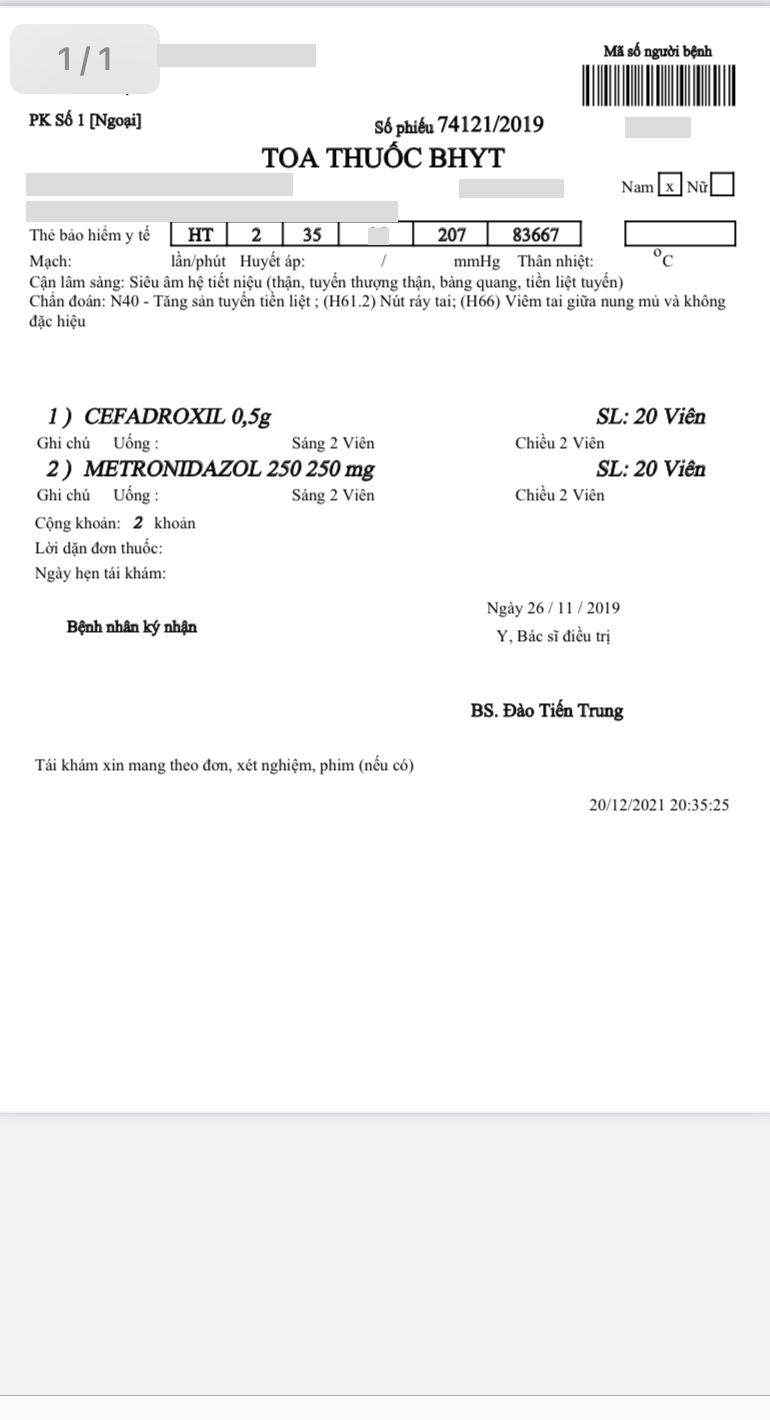 1/1
Mã số người bệnh
PK Số 1 [Ngoại]
Số phiếu 74121/2019
TOA THUỐC BHYT
Nam x Nữ
Thẻ bảo hiểm y tế HT 2 35 207 83667
Mạch: lần/phút Huyết áp: / mmHg Thân nhiệt: °C
Cận lâm sàng: Siêu âm hệ tiết niệu (thận, tuyến thượng thận, bàng quang, tiền liệt tuyến)
Chẩn đoán: N40 - Tăng sản tuyến tiền liệt ; (H61.2) Nút ráy tai; (H66) Viêm tai giữa nung mủ và không
đặc hiệu
1 ) CEFADROXIL 0,5g SL: 20 Viên
Ghi chú Uống : Sáng 2 Viên Chiều 2 Viên
2 ) METRONIDAZOL 250 250 mg SL: 20 Viên
Ghi chú Uống : Sáng 2 Viên Chiều 2 Viên
Cộng khoản: 2 khoản
Lời dặn đơn thuốc:
Ngày hẹn tái khám:
Ngày 26 / 11 / 2019
Bệnh nhân ký nhận
Y, Bác sĩ điều trị
BS. Đào Tiến Trung
Tái khám xin mang theo đơn, xét nghiệm, phim (nếu có)
20/12/2021 20:35:25